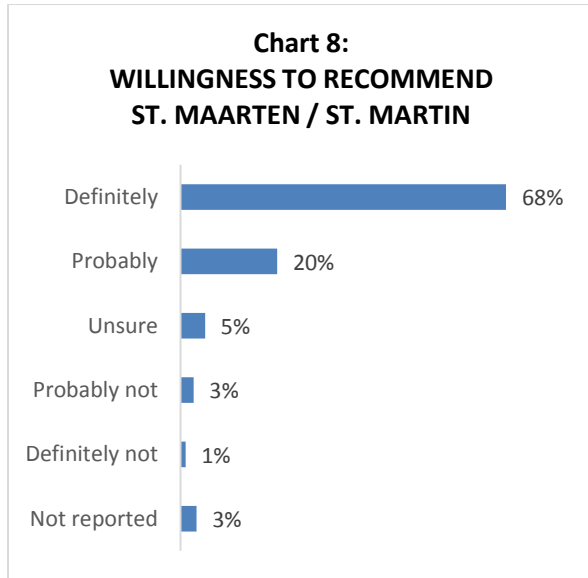 Chart 8:
WILLINGNESS TO RECOMMEND
ST. MAARTEN / ST. MARTIN
Definitely 68%
Probably 20%
Unsure 5%
Probably not 3%
Definitely not 1%
Not reported 3%